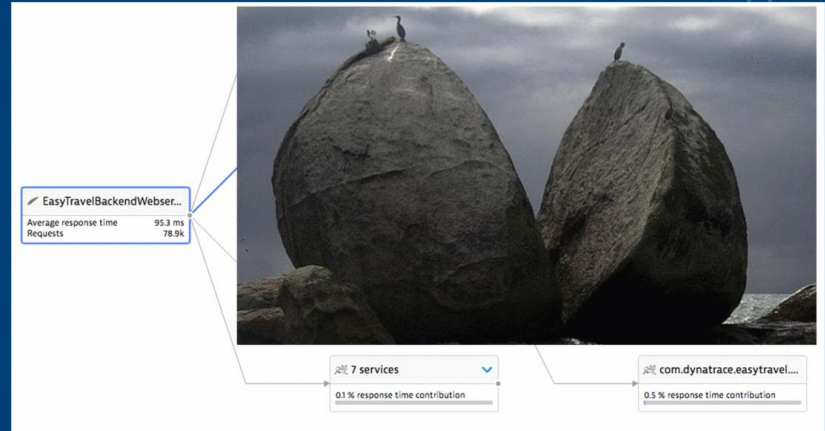 EasyTravelBackendWebser...
Average response time 95.3 ms
Requests 78.9k
7 services
0.1 % response time contribution
com.dynatrace.easytravel....
0.5 % response time contribution